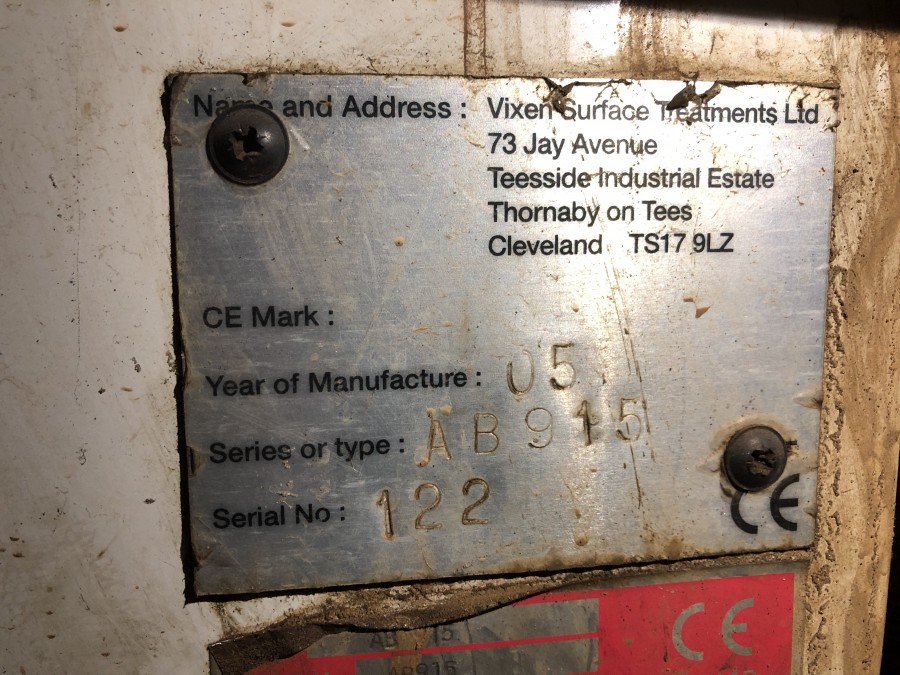 Name and Address : Vixen Surface Treatments Ltd
73 Jay Avenue
Teesside Industrial Estate
Thornaby on Tees
Cleveland TS17 9LZ
CE Mark :
Year of Manufacture : 05
Series or type : AB915
Serial No : 122
CE
CE
AB915